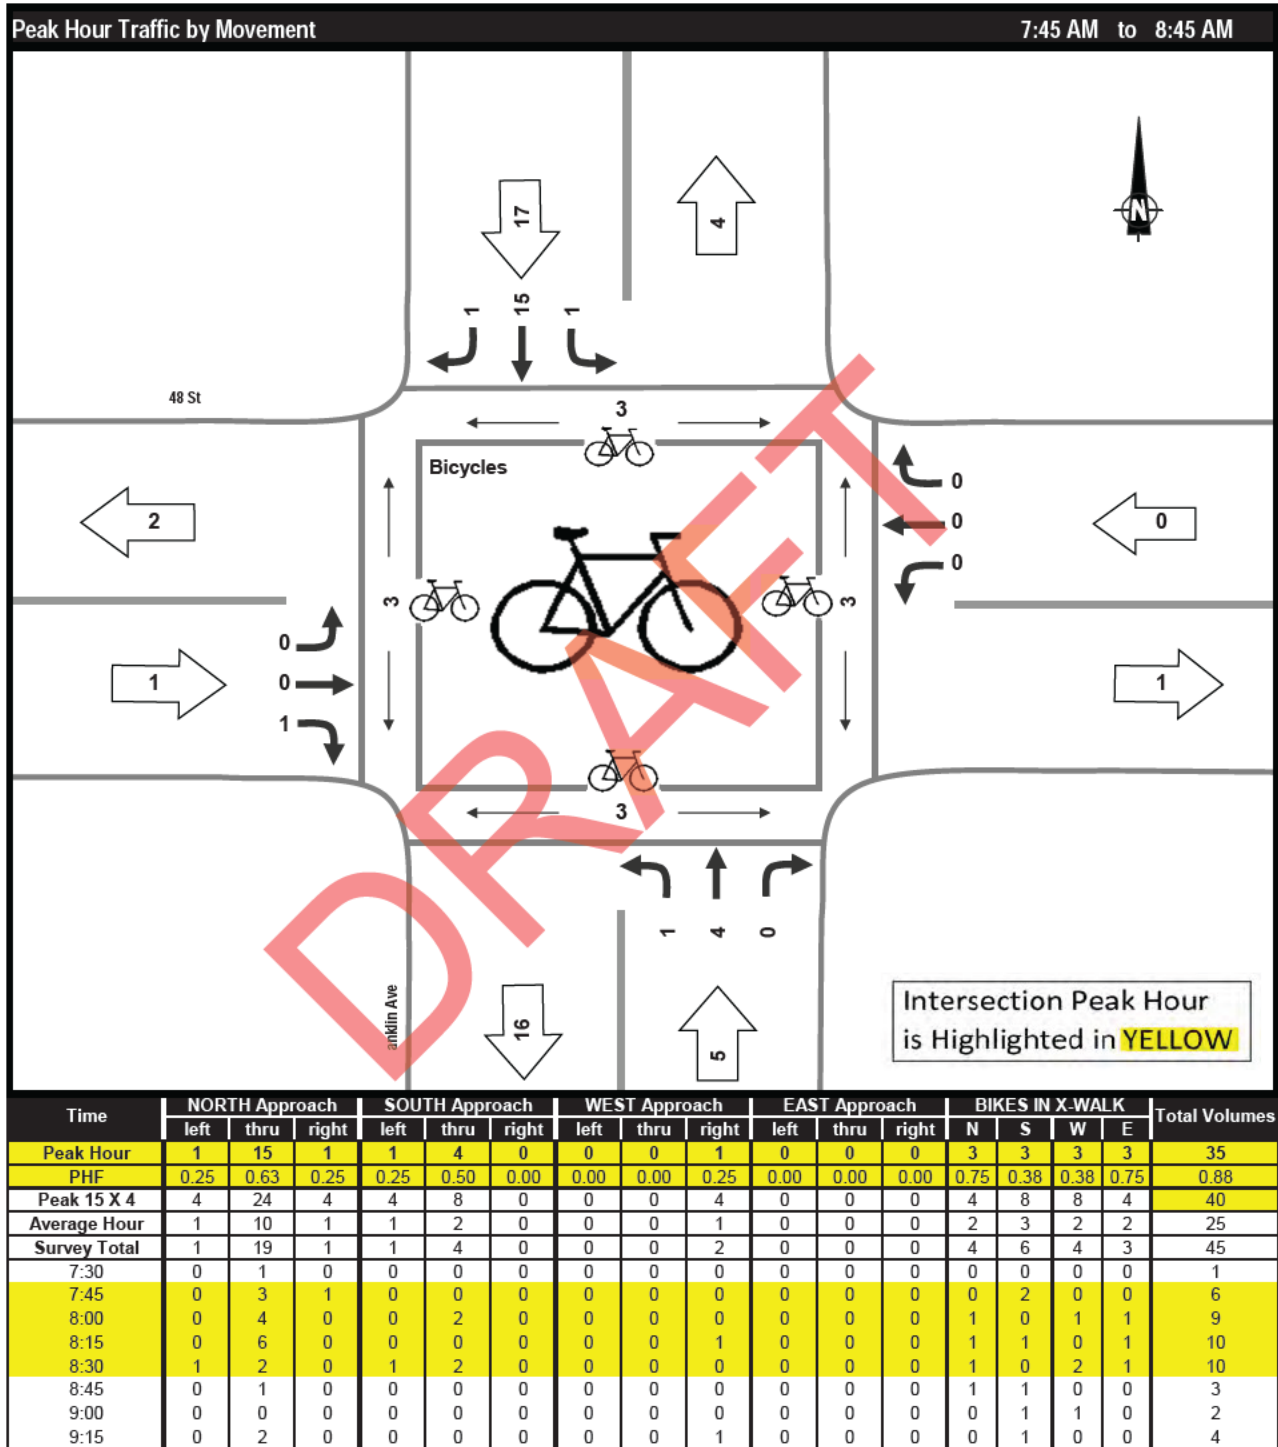 Peak Hour Traffic by Movement 7:45 AM to 8:45 AM
17
4
N
1 15 1
48 St
3
Bicycles
0
2
0
0
0
3
3
0
1
0
1
1
3
1 4 0
anklin Ave
16
5
Intersection Peak Hour
is Highlighted in YELLOW
DRAFT
Time NORTH Approach SOUTH Approach WEST Approach EAST Approach BIKES IN X-WALK Total Volumes
left thru right left thru right left thru right left thru right N S W E
Peak Hour 1 15 1 1 4 0 0 0 1 0 0 0 3 3 3 3 35
PHF 0.25 0.63 0.25 0.25 0.50 0.00 0.00 0.00 0.25 0.00 0.00 0.00 0.75 0.38 0.38 0.75 0.88
Peak 15 X 4 4 24 4 4 8 0 0 0 4 0 0 0 4 8 8 4 40
Average Hour 1 10 1 1 2 0 0 0 1 0 0 0 2 3 2 2 25
Survey Total 1 19 1 1 4 0 0 0 2 0 0 0 4 6 4 3 45
7:30 0 1 0 0 0 0 0 0 0 0 0 0 0 0 0 0 1
7:45 0 3 1 0 0 0 0 0 0 0 0 0 0 2 0 0 6
8:00 0 4 0 0 2 0 0 0 0 0 0 0 1 0 1 1 9
8:15 0 6 0 0 0 0 0 0 1 0 0 0 1 1 0 1 10
8:30 1 2 0 1 2 0 0 0 0 0 0 0 1 0 2 1 10
8:45 0 1 0 0 0 0 0 0 0 0 0 0 1 1 0 0 3
9:00 0 0 0 0 0 0 0 0 0 0 0 0 0 1 1 0 2
9:15 0 2 0 0 0 0 0 0 1 0 0 0 0 1 0 0 4